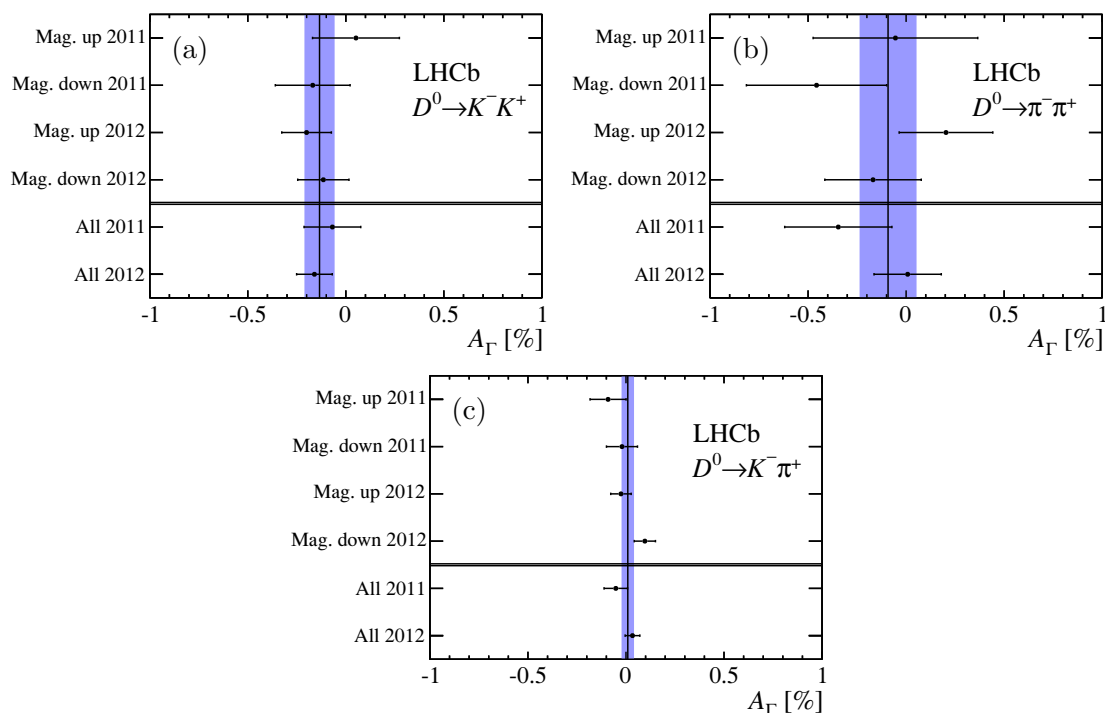 (a)
LHCb
D⁰→K⁻K⁺
Mag. up 2011
Mag. down 2011
Mag. up 2012
Mag. down 2012
All 2011
All 2012
-1 -0.5 0 0.5 1
A_Γ [%]
(b)
LHCb
D⁰→π⁻π⁺
Mag. up 2011
Mag. down 2011
Mag. up 2012
Mag. down 2012
All 2011
All 2012
-1 -0.5 0 0.5 1
A_Γ [%]
(c)
LHCb
D⁰→K⁻π⁺
Mag. up 2011
Mag. down 2011
Mag. up 2012
Mag. down 2012
All 2011
All 2012
-1 -0.5 0 0.5 1
A_Γ [%]